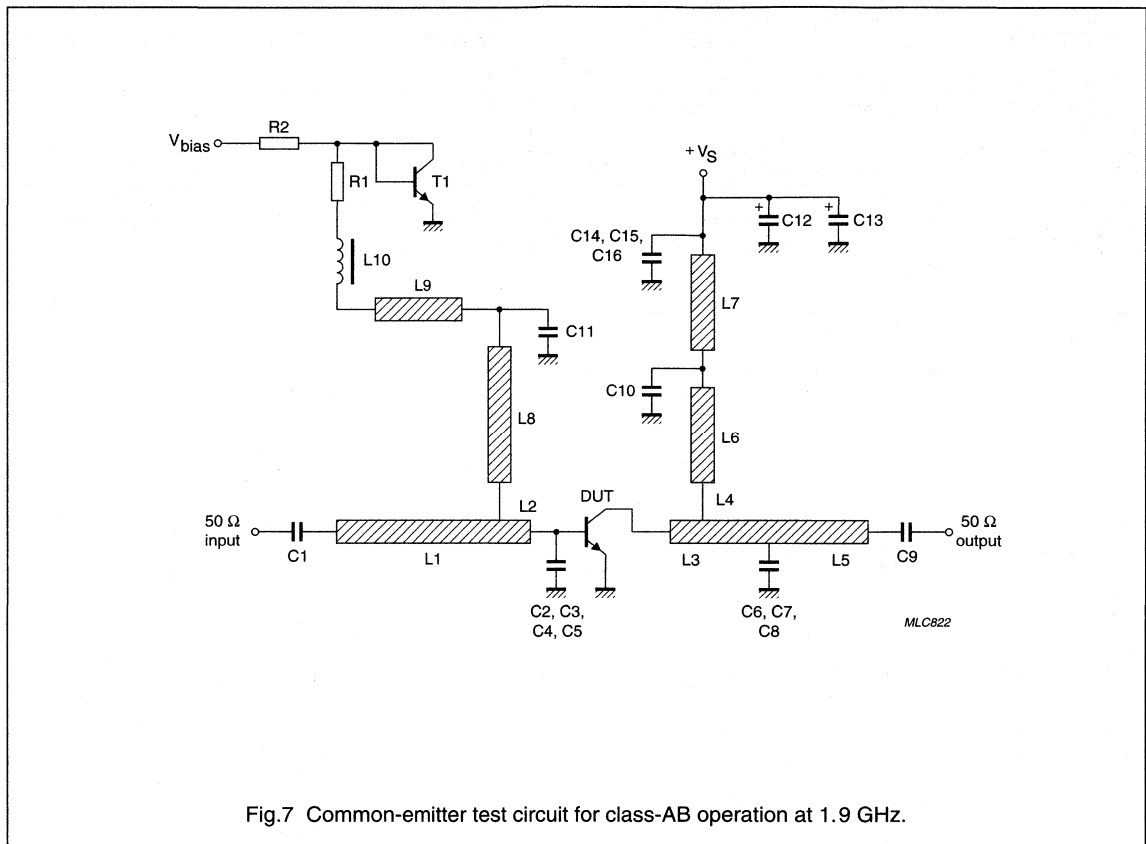 R2
V bias
R1
T1
+ VS
C12
C13
C14, C15,
C16
L10
L9
L7
C11
C10
L8
L6
L2
DUT
L4
50 Ω
input
50 Ω
output
C1
L1
L3
L5
C9
C2, C3,
C4, C5
C6, C7,
C8
MLC822
Fig.7 Common-emitter test circuit for class-AB operation at 1.9 GHz.